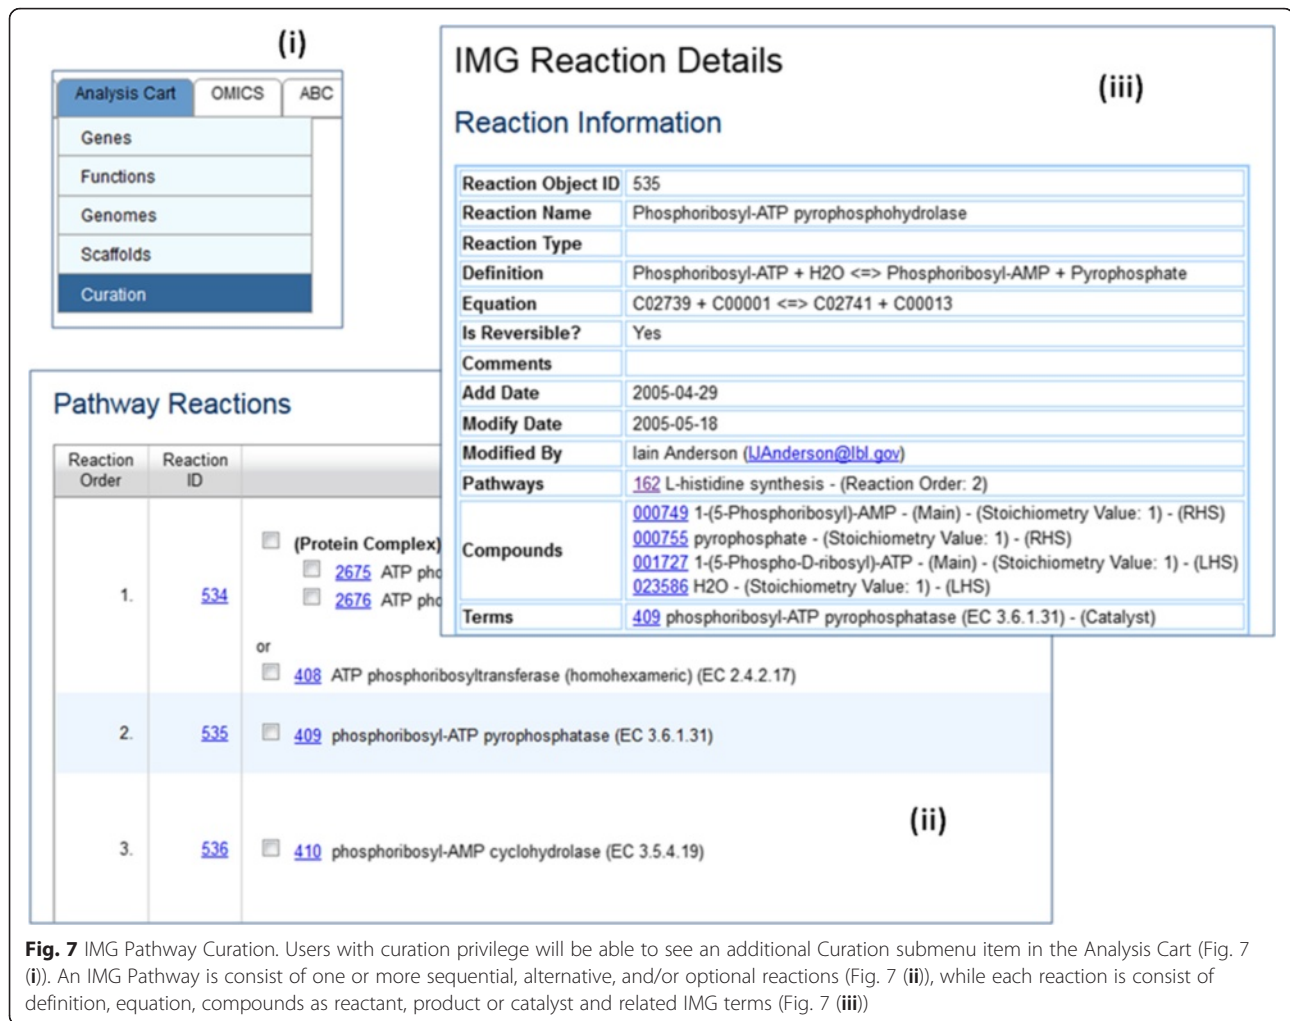 (i)
Analysis Cart OMICS ABC
Genes
Functions
Genomes
Scaffolds
Curation
IMG Reaction Details
(iii)
Reaction Information
Reaction Object ID 535
Reaction Name Phosphoribosyl-ATP pyrophosphohydrolase
Reaction Type
Definition Phosphoribosyl-ATP + H2O <=> Phosphoribosyl-AMP + Pyrophosphate
Equation C02739 + C00001 <=> C02741 + C00013
Is Reversible? Yes
Comments
Add Date 2005-04-29
Modify Date 2005-05-18
Modified By Iain Anderson (IJAnderson@lbl.gov)
Pathways 162 L-histidine synthesis - (Reaction Order: 2)
Compounds
000749 1-(5-Phosphoribosyl)-AMP - (Main) - (Stoichiometry Value: 1) - (RHS)
000755 pyrophosphate - (Stoichiometry Value: 1) - (RHS)
001727 1-(5-Phospho-D-ribosyl)-ATP - (Main) - (Stoichiometry Value: 1) - (LHS)
023586 H2O - (Stoichiometry Value: 1) - (LHS)
Terms 409 phosphoribosyl-ATP pyrophosphatase (EC 3.6.1.31) - (Catalyst)
Pathway Reactions
Reaction Order Reaction ID
(Protein Complex)
2675 ATP pho
1. 534
2676 ATP pho
or
408 ATP phosphoribosyltransferase (homohexameric) (EC 2.4.2.17)
2. 535 409 phosphoribosyl-ATP pyrophosphatase (EC 3.6.1.31)
(ii)
3. 536 410 phosphoribosyl-AMP cyclohydrolase (EC 3.5.4.19)
Fig. 7 IMG Pathway Curation. Users with curation privilege will be able to see an additional Curation submenu item in the Analysis Cart (Fig. 7
(i)). An IMG Pathway is consist of one or more sequential, alternative, and/or optional reactions (Fig. 7 (ii)), while each reaction is consist of
definition, equation, compounds as reactant, product or catalyst and related IMG terms (Fig. 7 (iii))